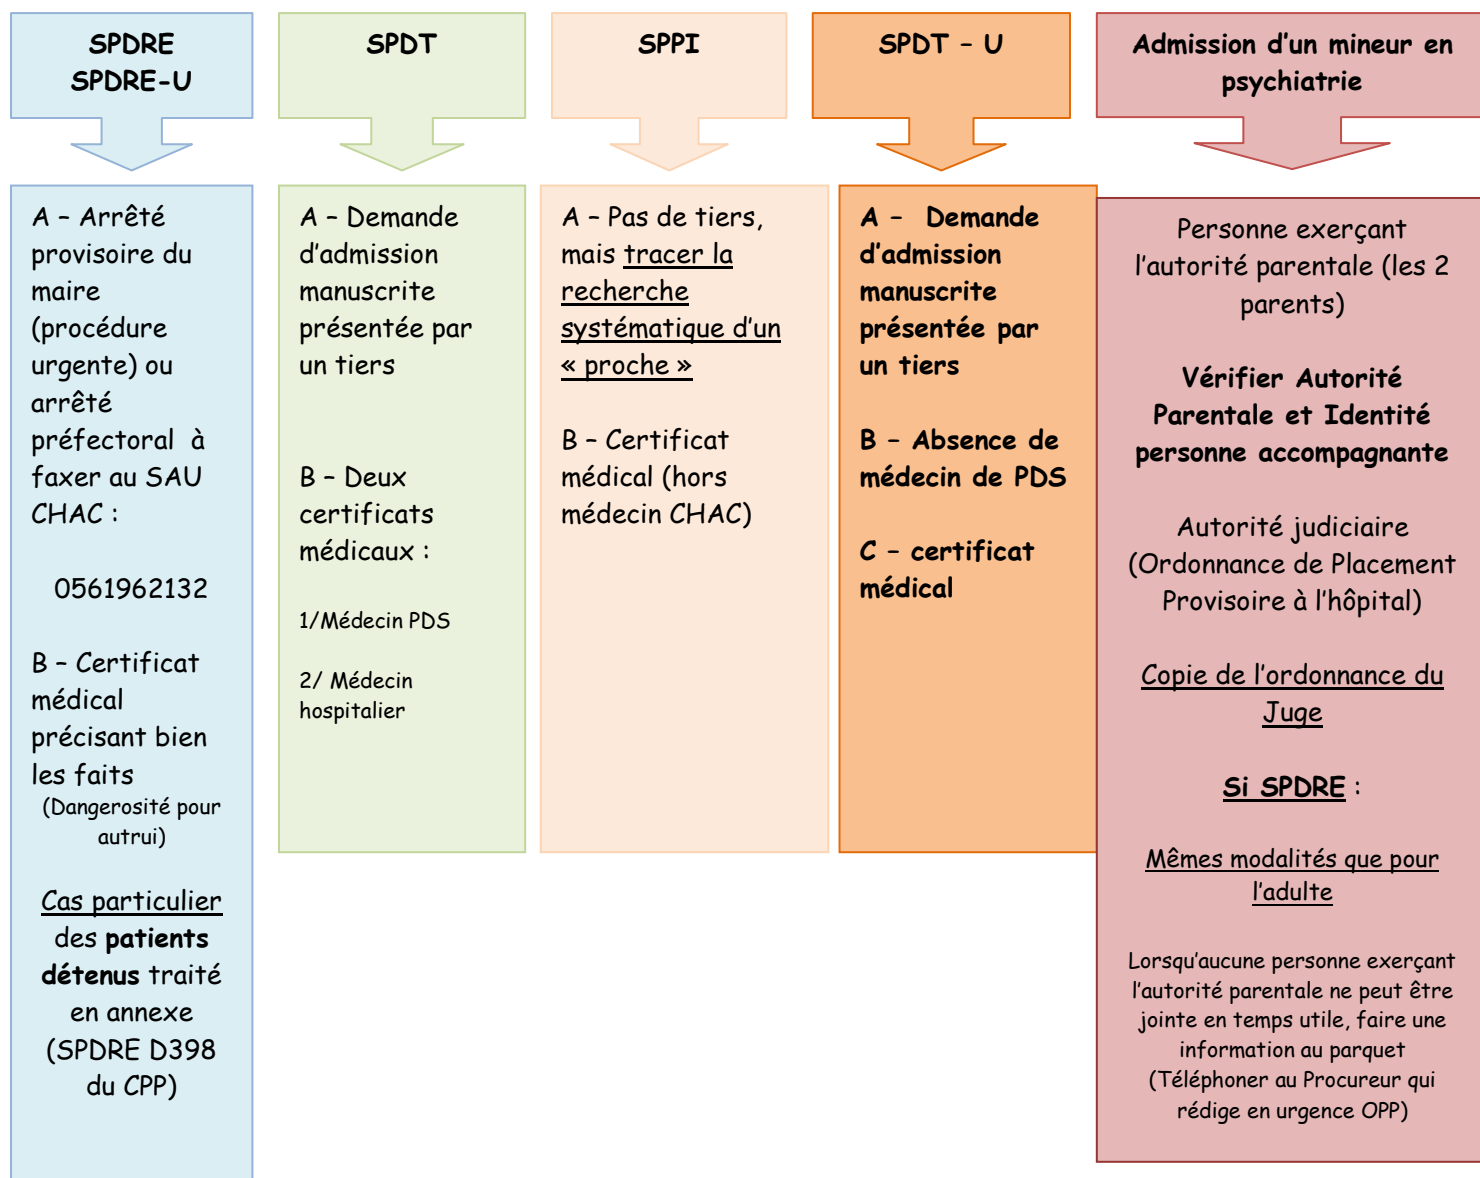 SPDRE
SPDRE-U
SPDT
SPPI
SPDT - U
Admission d'un mineur en
psychiatrie
A – Arrêté
provisoire du
maire
(procédure
urgente) ou
arrêté
préfectoral à
faxer au SAU
CHAC :
0561962132
B – Certificat
médical
précisant bien
les faits
(Dangerosité pour
autrui)
Cas particulier
des patients
détenus traité
en annexe
(SPDRE D398
du CPP)
A – Demande
d'admission
manuscrite
présentée par
un tiers
B – Deux
certificats
médicaux :
1/Médecin PDS
2/ Médecin
hospitalier
A – Pas de tiers,
mais tracer la
recherche
systématique d'un
« proche »
B – Certificat
médical (hors
médecin CHAC)
A – Demande
d'admission
manuscrite
présentée par
un tiers
B – Absence de
médecin de PDS
C – certificat
médical
Personne exerçant
l'autorité parentale (les 2
parents)
Vérifier Autorité
Parentale et Identité
personne accompagnante
Autorité judiciaire
(Ordonnance de Placement
Provisoire à l'hôpital)
Copie de l'ordonnance du
Juge
Si SPDRE :
Mêmes modalités que pour
l'adulte
Lorsqu'aucune personne exerçant
l'autorité parentale ne peut être
jointe en temps utile, faire une
information au parquet
(Téléphoner au Procureur qui
rédige en urgence OPP)